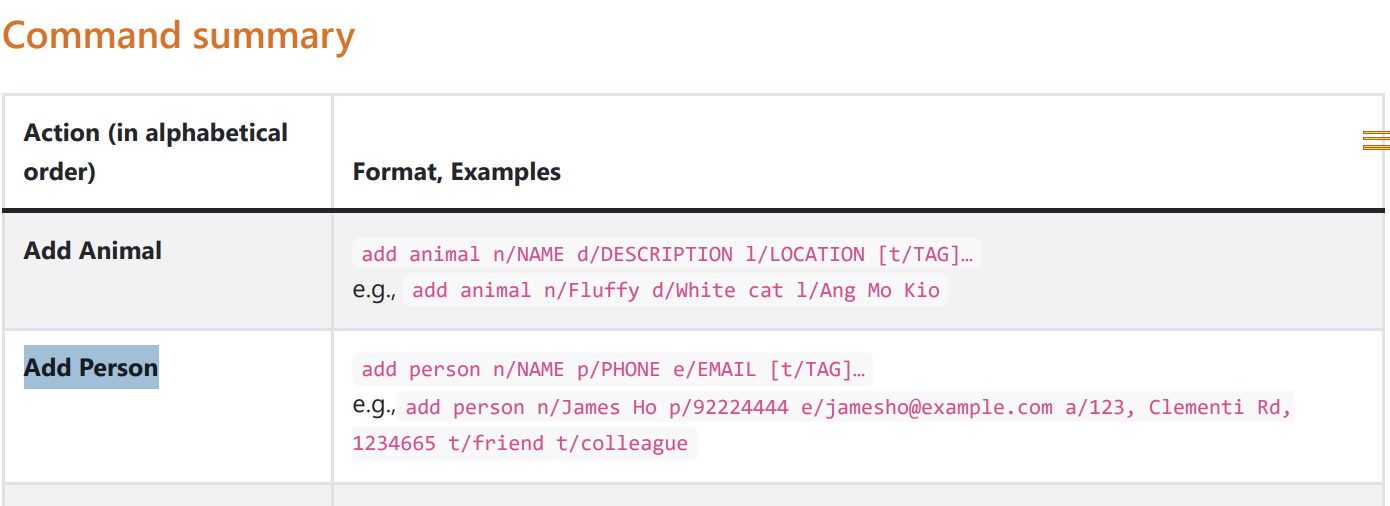 Command summary
Action (in alphabetical
order)
Format, Examples
Add Animal
add animal n/NAME d/DESCRIPTION l/LOCATION [t/TAG]…
e.g., add animal n/Fluffy d/White cat l/Ang Mo Kio
Add Person
add person n/NAME p/PHONE e/EMAIL [t/TAG]…
e.g., add person n/James Ho p/92224444 e/jamesho@example.com a/123, Clementi Rd,
1234665 t/friend t/colleague